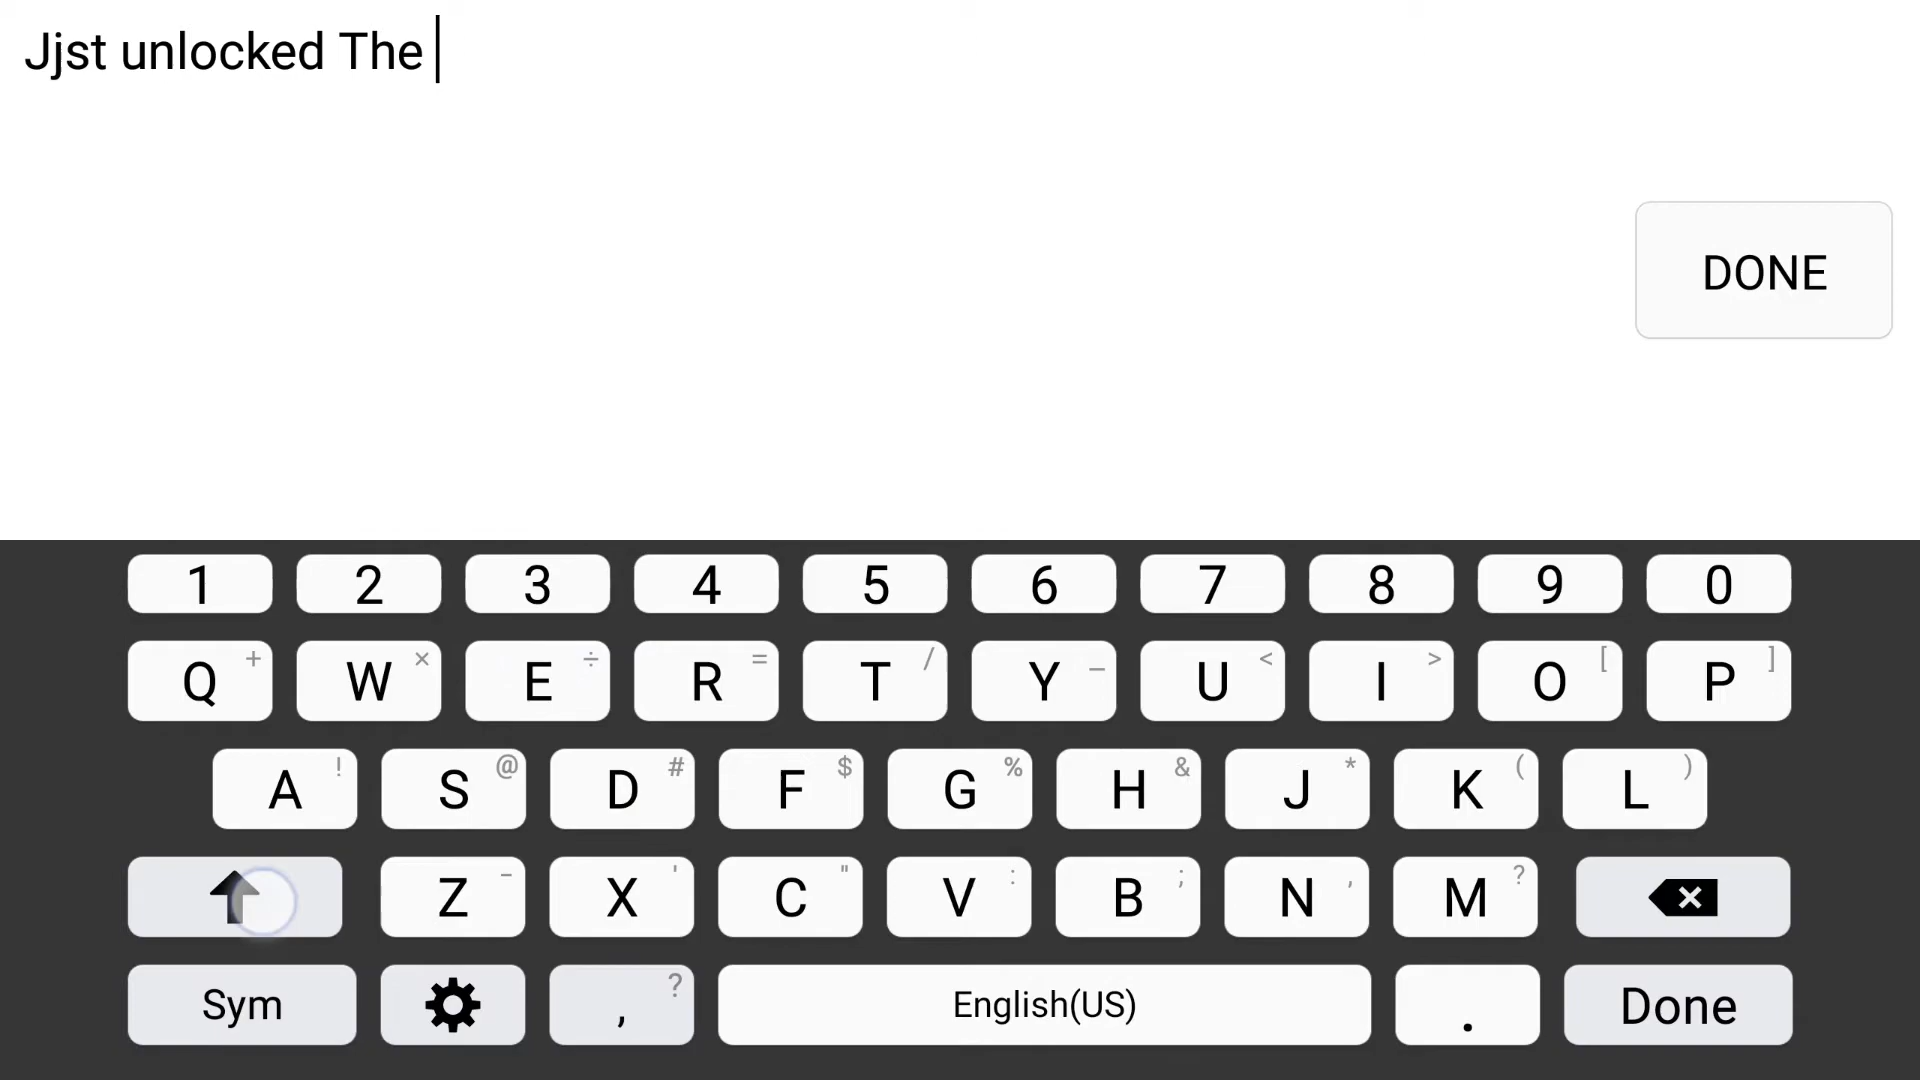 Jjst unlocked The
DONE
1 2 3 4 5 6 7 8 9 0
Q + W × E ÷ R = T / Y _ U < I > O [ P ]
A ! S @ D # F $ G % H & J * K ( L )
Z - X ' C " V : B ; N , M ?
Sym , ? English(US) . Done